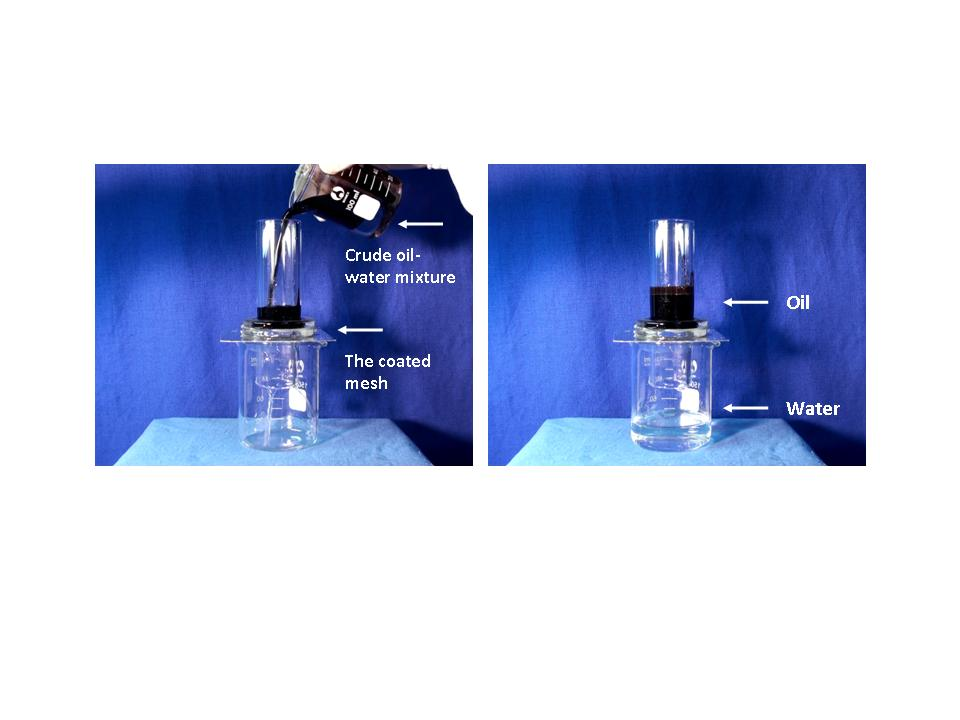 Crude oil-
water mixture
The coated
mesh
Oil
Water